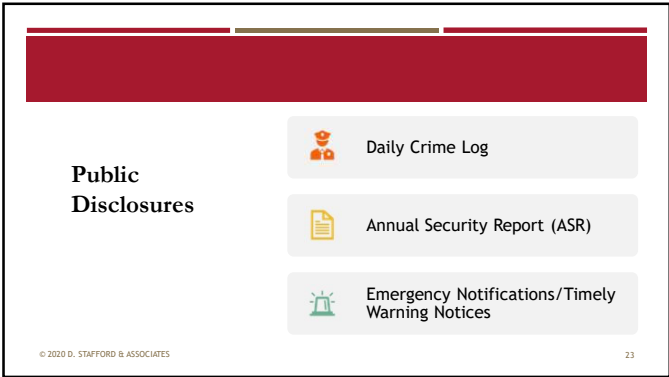 Public
Disclosures
Daily Crime Log
Annual Security Report (ASR)
Emergency Notifications/Timely
Warning Notices
© 2020 D. STAFFORD & ASSOCIATES
23